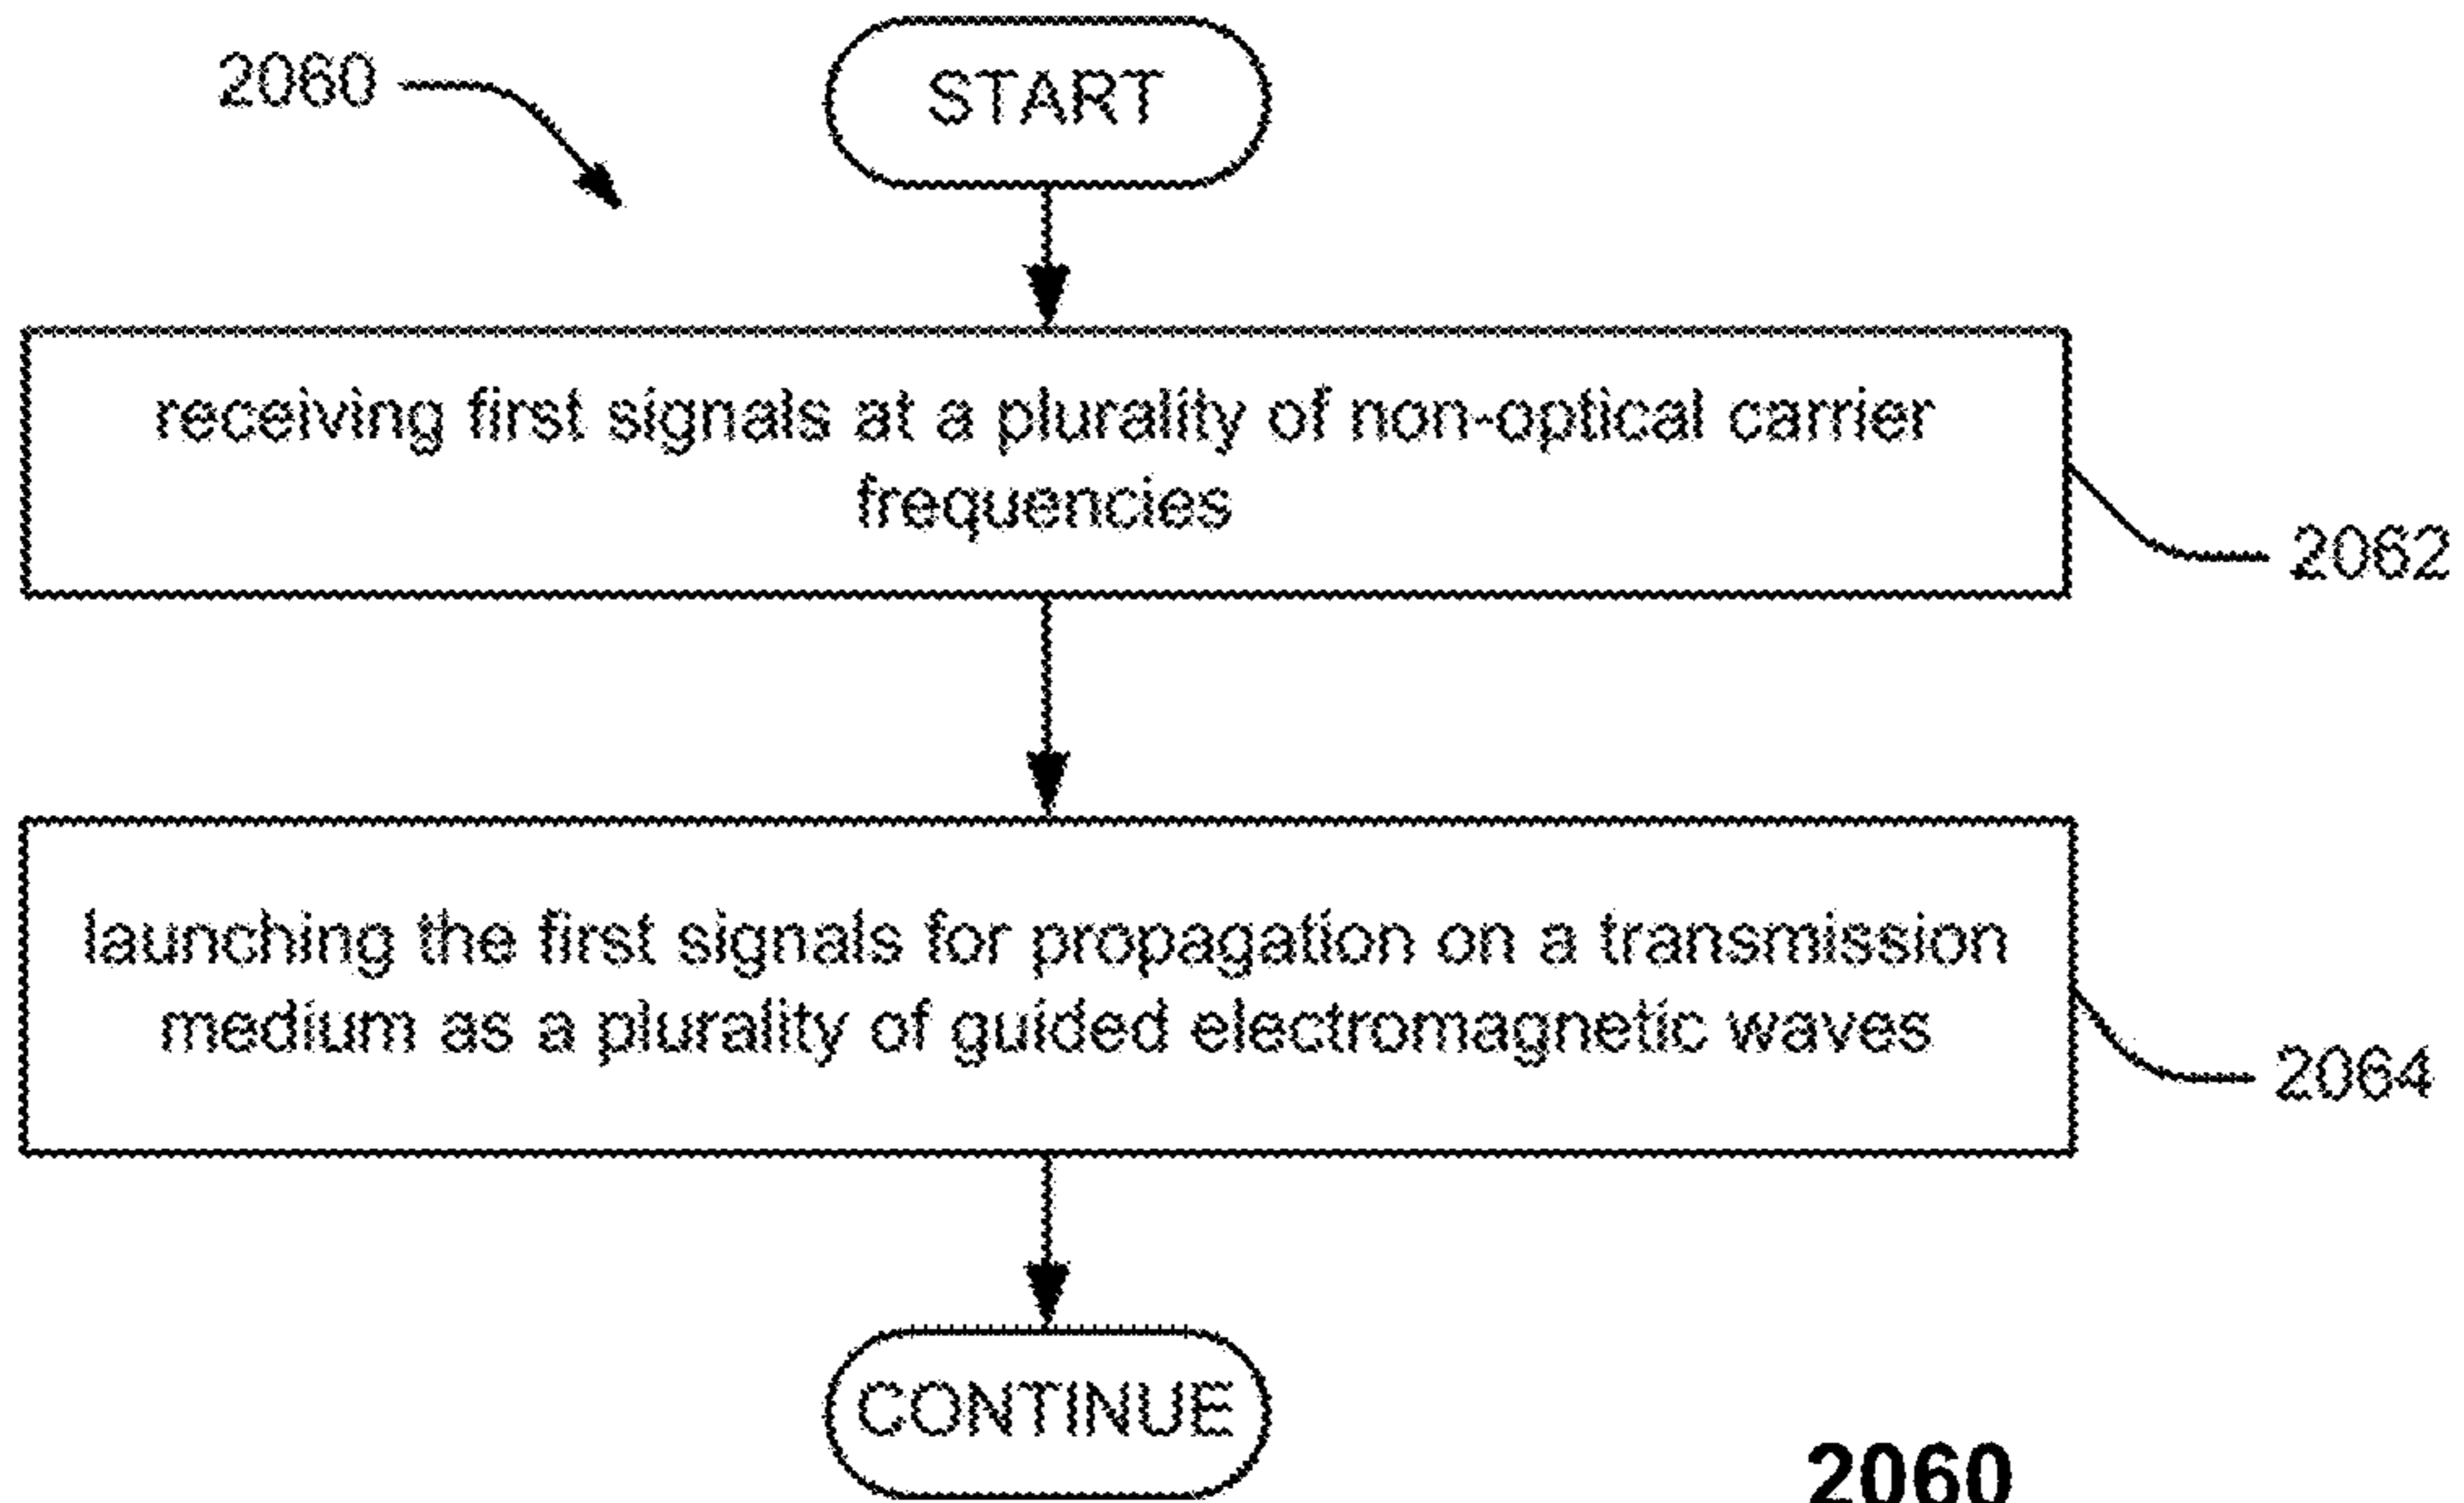 2060
START
receiving first signals at a plurality of non-optical carrier
frequencies
2062
launching the first signals for propagation on a transmission
medium as a plurality of guided electromagnetic waves
2064
CONTINUE
2060